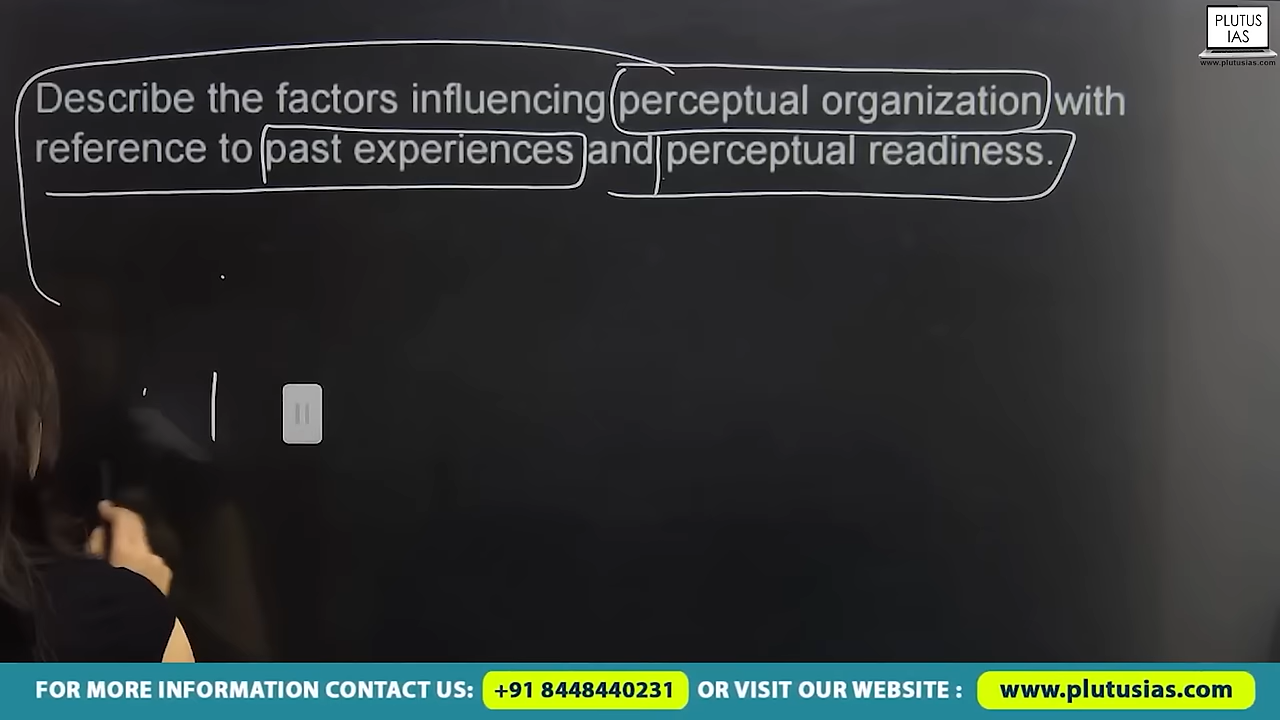 PLUTUS
IAS
www.plutusias.com
Describe the factors influencing perceptual organization with
reference to past experiences and perceptual readiness.
FOR MORE INFORMATION CONTACT US: +91 8448440231 OR VISIT OUR WEBSITE : www.plutusias.com